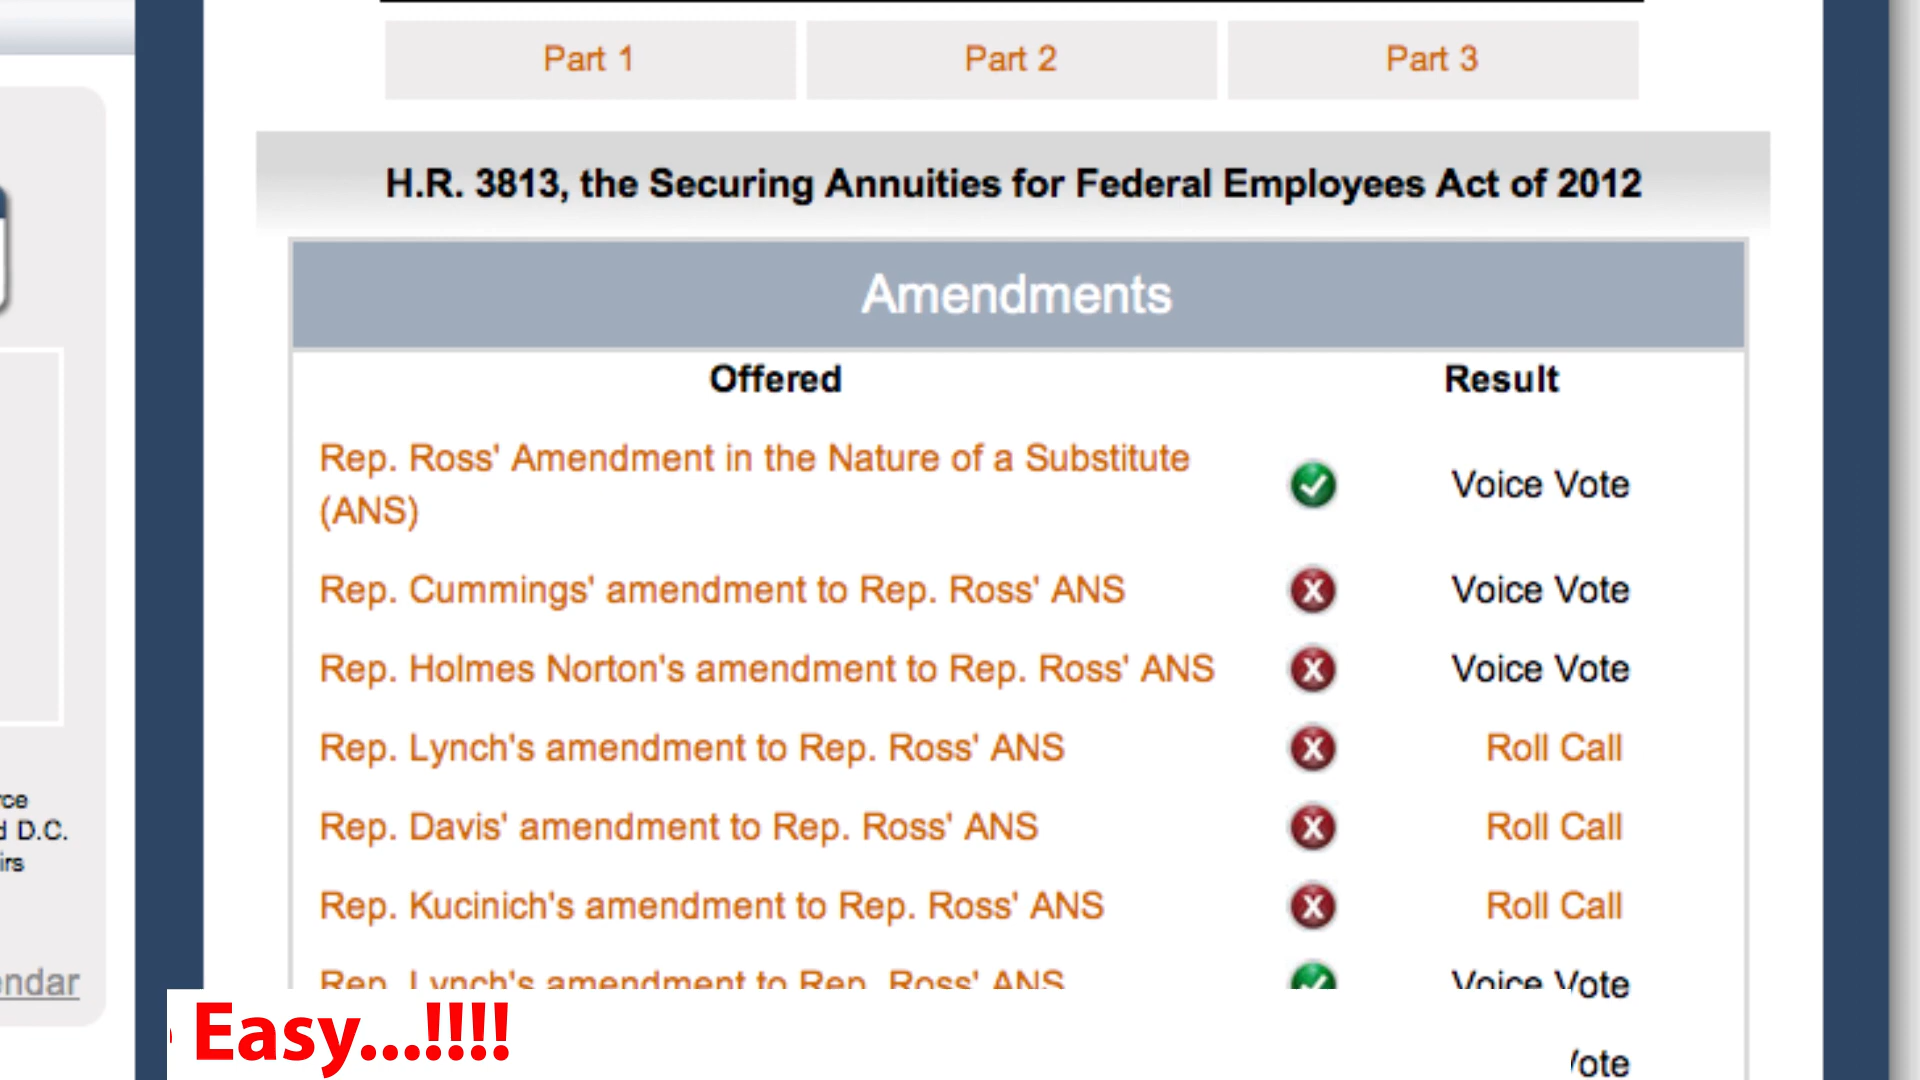 Part 1
Part 2
Part 3
H.R. 3813, the Securing Annuities for Federal Employees Act of 2012
Amendments
Offered
Result
Rep. Ross' Amendment in the Nature of a Substitute
(ANS)
Voice Vote
Rep. Cummings' amendment to Rep. Ross' ANS
Voice Vote
Rep. Holmes Norton's amendment to Rep. Ross' ANS
Voice Vote
Rep. Lynch's amendment to Rep. Ross' ANS
Roll Call
Rep. Davis' amendment to Rep. Ross' ANS
Roll Call
Rep. Kucinich's amendment to Rep. Ross' ANS
Roll Call
Rep. Lynch's amendment to Rep. Ross' ANS
Voice Vote
D.C.
Easy...!!!!